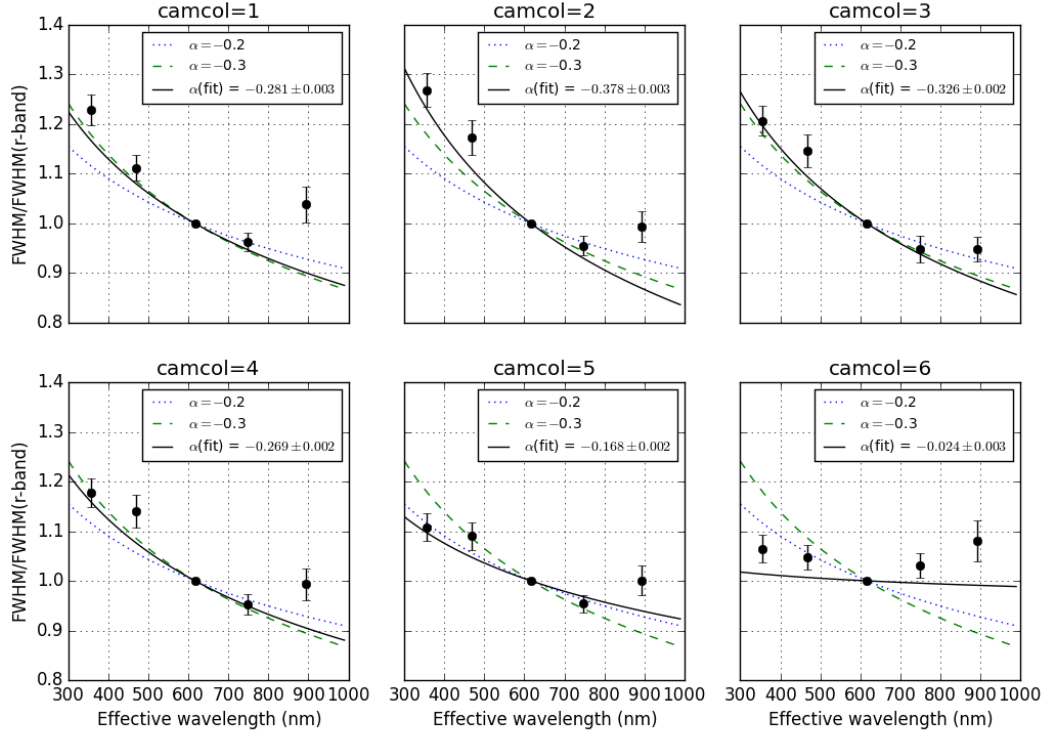 camcol=1
camcol=2
camcol=3
1.4
1.3
1.2
1.1
1.0
0.9
0.8
FWHM/FWHM(r-band)
α=−0.2
α=−0.3
α(fit) = −0.281±0.003
α=−0.2
α=−0.3
α(fit) = −0.378±0.003
α=−0.2
α=−0.3
α(fit) = −0.326±0.002
camcol=4
camcol=5
camcol=6
1.4
1.3
1.2
1.1
1.0
0.9
0.8
FWHM/FWHM(r-band)
α=−0.2
α=−0.3
α(fit) = −0.269±0.002
α=−0.2
α=−0.3
α(fit) = −0.168±0.002
α=−0.2
α=−0.3
α(fit) = −0.024±0.003
300 400 500 600 700 800 900 1000
300 400 500 600 700 800 900 1000
300 400 500 600 700 800 900 1000
Effective wavelength (nm)
Effective wavelength (nm)
Effective wavelength (nm)